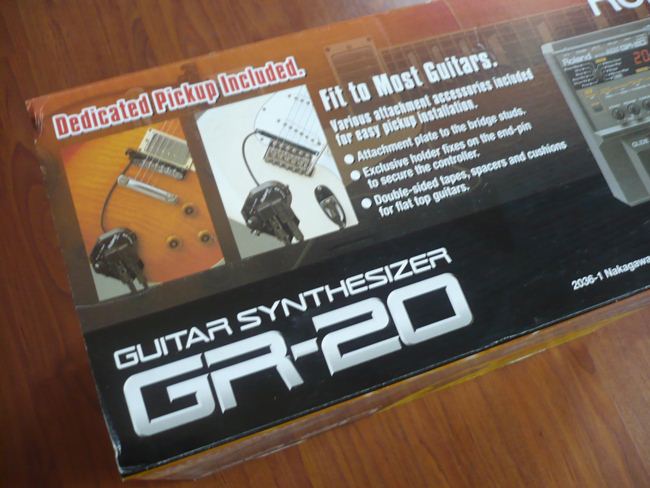 Dedicated Pickup Included.
Fit to Most Guitars.
Various attachment accessories included
for easy pickup installation.
● Attachment plate to the bridge studs.
● Exclusive holder fixes on the end-pin
to secure the controller.
● Double-sided tapes, spacers and cushions
for flat top guitars.
Roland
20
GUITAR SYNTHESIZER
GR-20
2036-1 Nakagawa